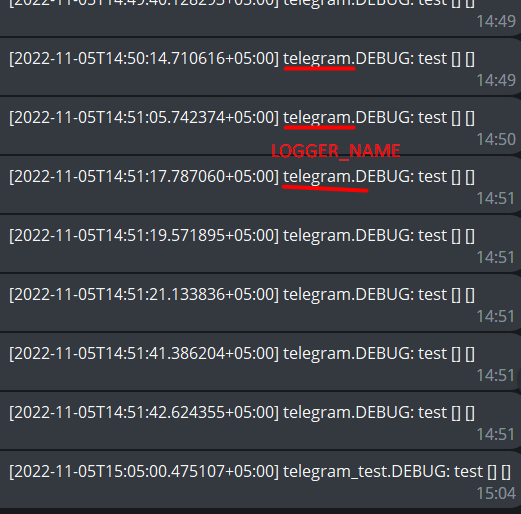 [2022-11-05T14:49:40.128293+05:00] telegram.DEBUG: test [] []
14:49
[2022-11-05T14:50:14.710616+05:00] telegram.DEBUG: test [] []
14:49
[2022-11-05T14:51:05.742374+05:00] telegram.DEBUG: test [] []
14:50
LOGGER_NAME
[2022-11-05T14:51:17.787060+05:00] telegram.DEBUG: test [] []
14:51
[2022-11-05T14:51:19.571895+05:00] telegram.DEBUG: test [] []
14:51
[2022-11-05T14:51:21.133836+05:00] telegram.DEBUG: test [] []
14:51
[2022-11-05T14:51:41.386204+05:00] telegram.DEBUG: test [] []
14:51
[2022-11-05T14:51:42.624355+05:00] telegram.DEBUG: test [] []
14:51
[2022-11-05T15:05:00.475107+05:00] telegram_test.DEBUG: test [] []
15:04